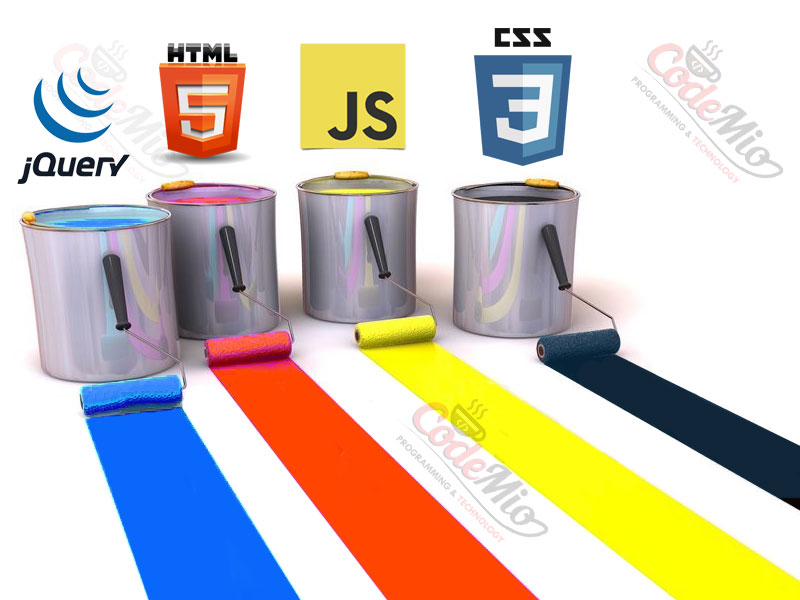 jQuery
HTML
5
JS
CSS
3
CodeMio
PROGRAMMING & TECHNOLOGY
CodeMio
PROGRAMMING & TECHNOLOGY
CodeMio
PROGRAMMING & TECHNOLOGY